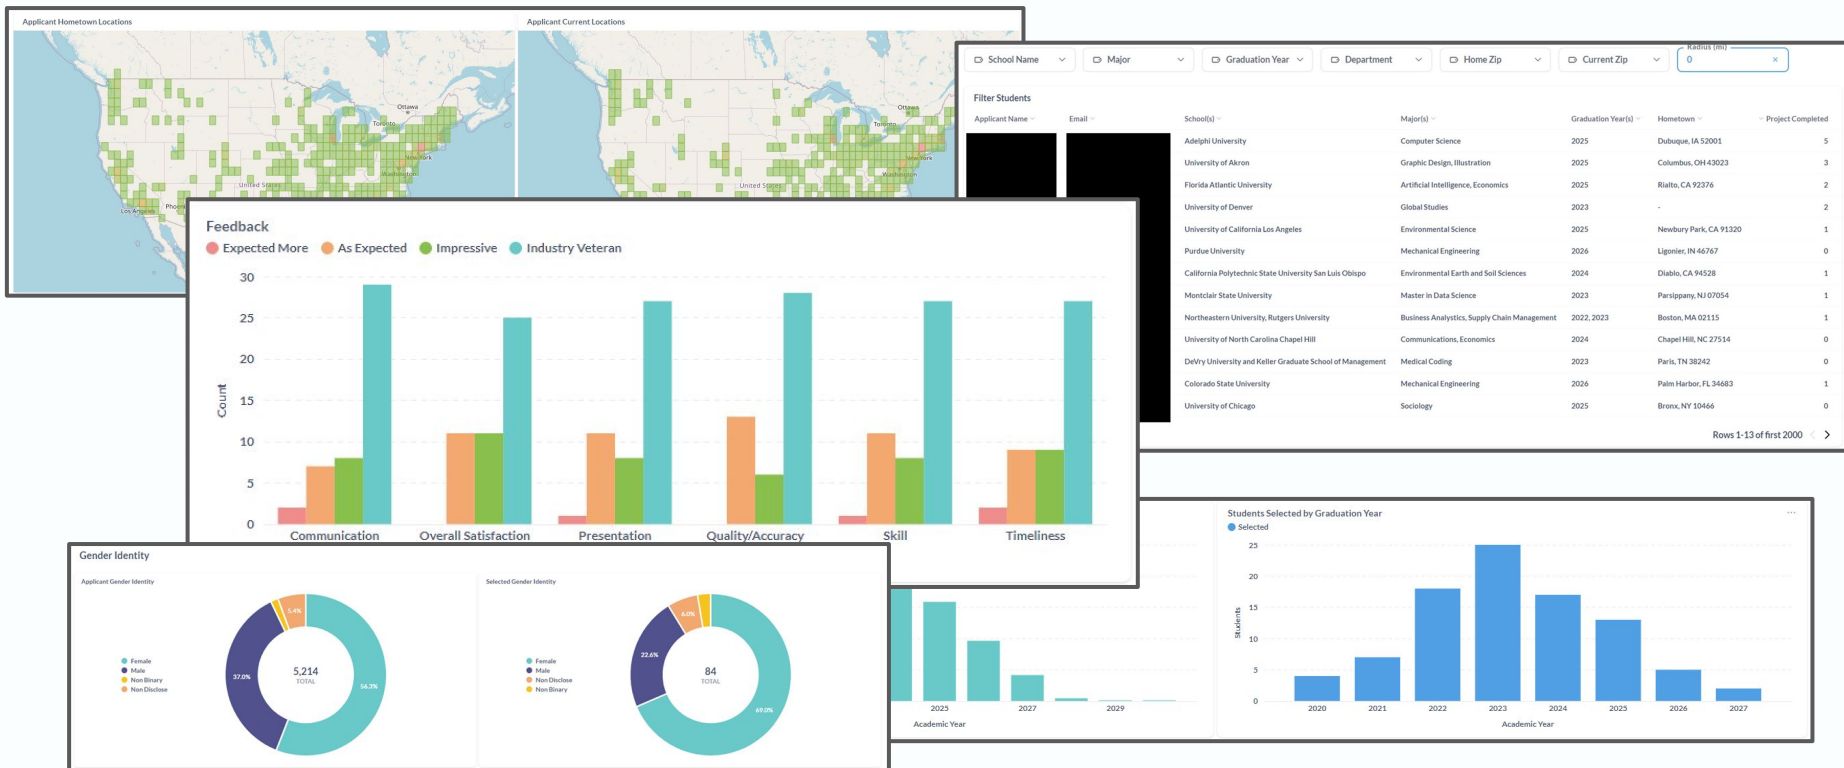 Applicant Hometown Locations
Applicant Current Locations
Ottawa
Toronto
New York
Washington
United States
Los Angeles
Ottawa
Toronto
New York
Washington
United States
School Name
Major
Graduation Year
Department
Home Zip
Current Zip
Radius (mi)
0
Filter Students
Applicant Name Email School(s) Major(s) Graduation Year(s) Hometown Project Completed
Adelphi University Computer Science 2025 Dubuque, IA 52001 5
University of Akron Graphic Design, Illustration 2025 Columbus, OH 43023 3
Florida Atlantic University Artificial Intelligence, Economics 2025 Rialto, CA 92376 2
University of Denver Global Studies 2023 - 2
University of California Los Angeles Environmental Science 2025 Newbury Park, CA 91320 1
Purdue University Mechanical Engineering 2026 Ligonier, IN 46767 0
California Polytechnic State University San Luis Obispo Environmental Earth and Soil Sciences 2024 Diablo, CA 94528 1
Montclair State University Master in Data Science 2023 Parsippany, NJ 07054 1
Northeastern University, Rutgers University Business Analystics, Supply Chain Management 2022, 2023 Boston, MA 02115 1
University of North Carolina Chapel Hill Communications, Economics 2024 Chapel Hill, NC 27514 0
DeVry University and Keller Graduate School of Management Medical Coding 2023 Paris, TN 38242 0
Colorado State University Mechanical Engineering 2026 Palm Harbor, FL 34683 1
University of Chicago Sociology 2025 Bronx, NY 10466 0
Rows 1-13 of first 2000
Feedback
Expected More As Expected Impressive Industry Veteran
30
25
20
15
10
5
0
Count
Communication Overall Satisfaction Presentation Quality/Accuracy Skill Timeliness
Gender Identity
Applicant Gender Identity
Female
Male
Non Binary
Non Disclose
5.4%
37.0%
56.3%
5,214
TOTAL
Selected Gender Identity
Female
Male
Non Disclose
Non Binary
6.0%
22.6%
69.0%
84
TOTAL
2025 2027 2029
Academic Year
Students Selected by Graduation Year
Selected
25
20
15
10
5
0
Students
2020 2021 2022 2023 2024 2025 2026 2027
Academic Year